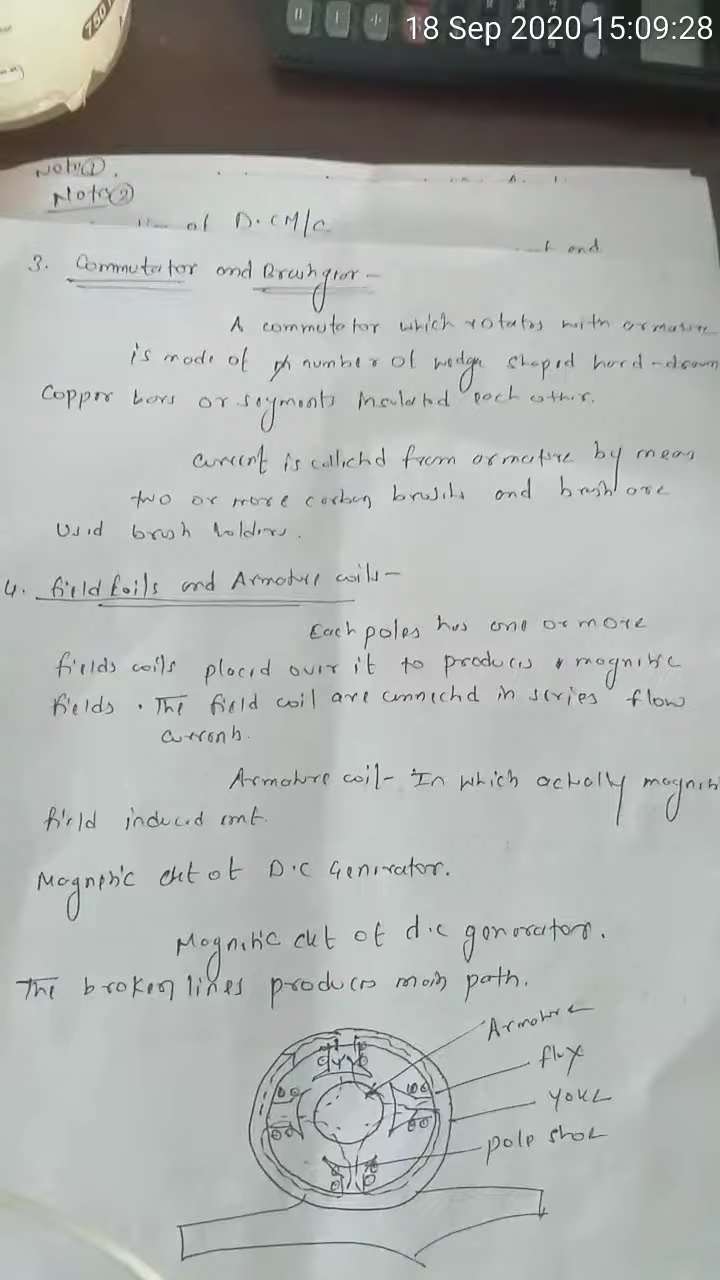 750
18 Sep 2020 15:09:28
Note①.
Note②
of D.C M/C
and
3. Commutator and Brushgear -
A commutator which rotates with armature
is made of number of wedge shaped hard-drawn
Copper bars or segments insulated each other.
current is collected from armature by means
two or more carbon brushes and brush are
Used brush holders.
4. field Coils and Armature coils -
Each poles has one or more
fields coils placed over it to produces magnetic
fields. The field coil are connected in series flow
currents.
Armature coil - In which actually magnetic
field induced emf.
Magnetic ckt of D.C Generator.
Magnetic ckt of d.c generator.
The broken lines produces main path.
Armature
flux
yoke
pole shoe